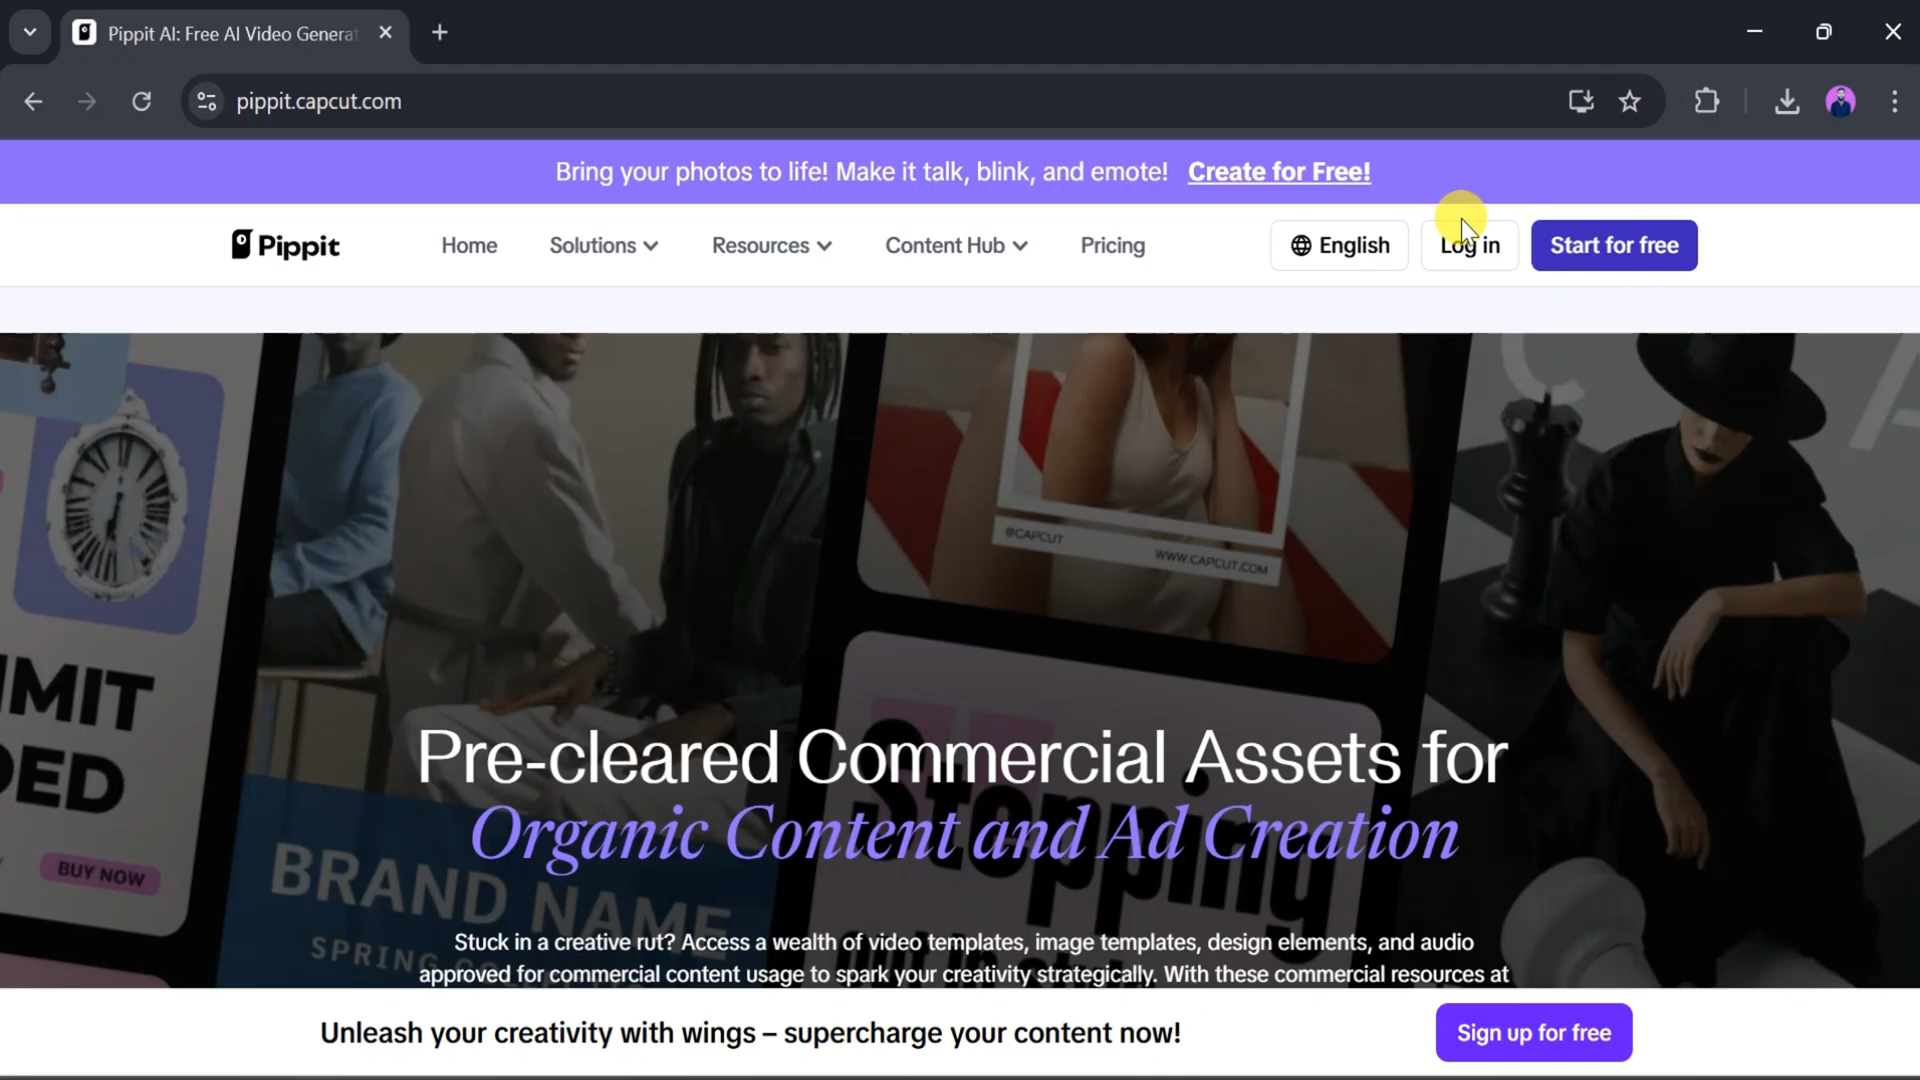 Pippit AI: Free AI Video Generat
pippit.capcut.com
Bring your photos to life! Make it talk, blink, and emote! Create for Free!
Pippit Home Solutions Resources Content Hub Pricing English Log in Start for free
@CAPCUT
WWW.CAPCUT.COM
MIT
DED
BUY NOW
BRAND NAME
SPRING
Stopping
Pre-cleared Commercial Assets for
Organic Content and Ad Creation
Stuck in a creative rut? Access a wealth of video templates, image templates, design elements, and audio
approved for commercial content usage to spark your creativity strategically. With these commercial resources at
Unleash your creativity with wings – supercharge your content now! Sign up for free